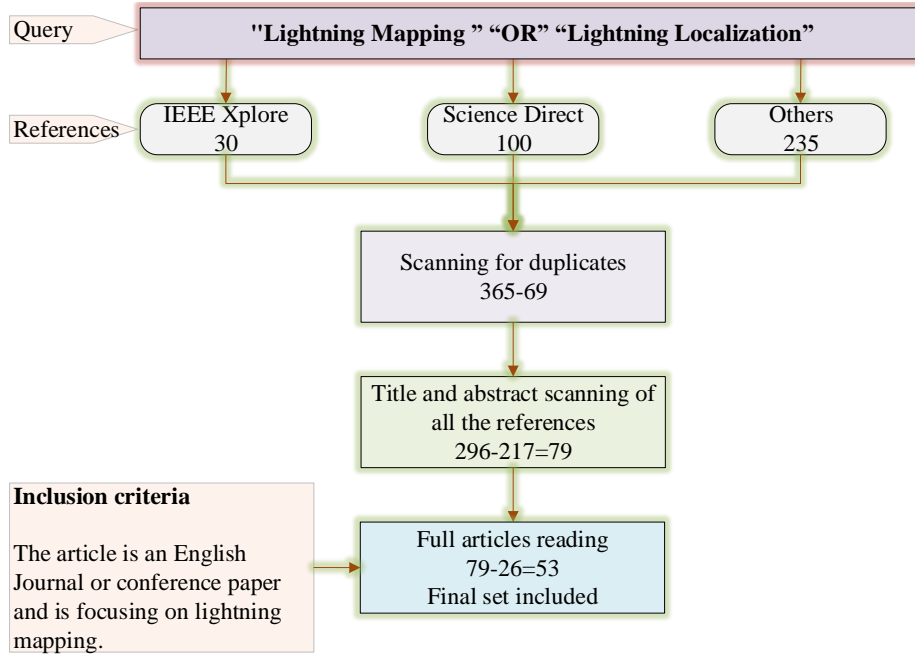 Query
"Lightning Mapping ” “OR” “Lightning Localization”
References
IEEE Xplore
30
Science Direct
100
Others
235
Scanning for duplicates
365-69
Title and abstract scanning of
all the references
296-217=79
Inclusion criteria
The article is an English
Journal or conference paper
and is focusing on lightning
mapping.
Full articles reading
79-26=53
Final set included